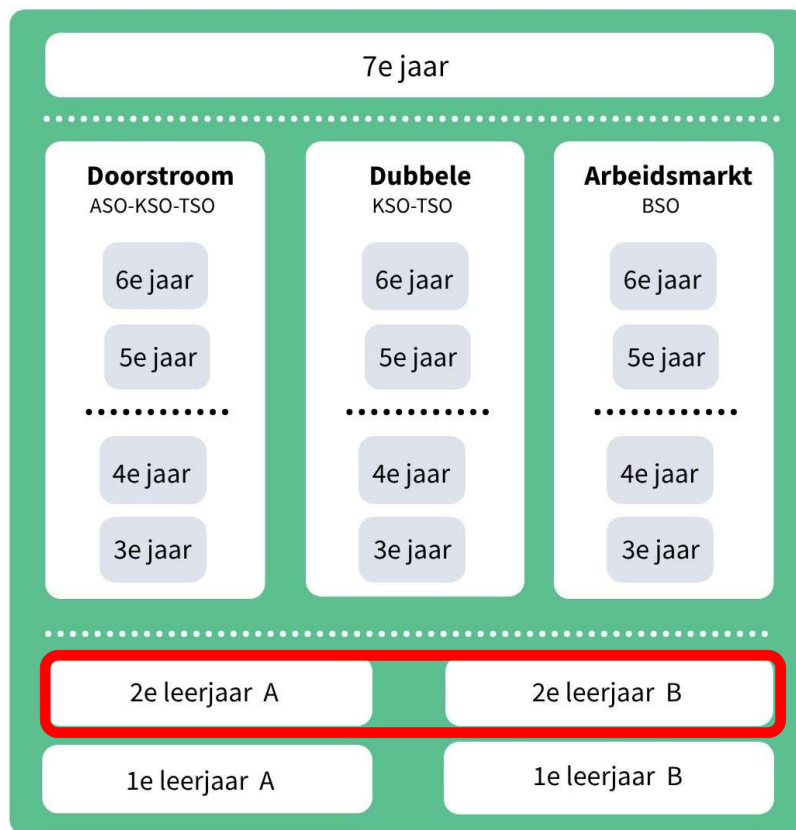 7e jaar
Doorstroom
ASO-KSO-TSO
6e jaar
5e jaar
4e jaar
3e jaar
Dubbele
KSO-TSO
6e jaar
5e jaar
4e jaar
3e jaar
Arbeidsmarkt
BSO
6e jaar
5e jaar
4e jaar
3e jaar
2e leerjaar A
2e leerjaar B
1e leerjaar A
1e leerjaar B